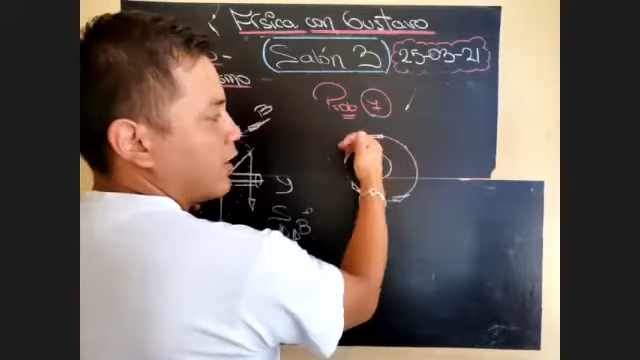 Física con Gustavo
(Salón 3)
25-03-21
Prob 7
B
y